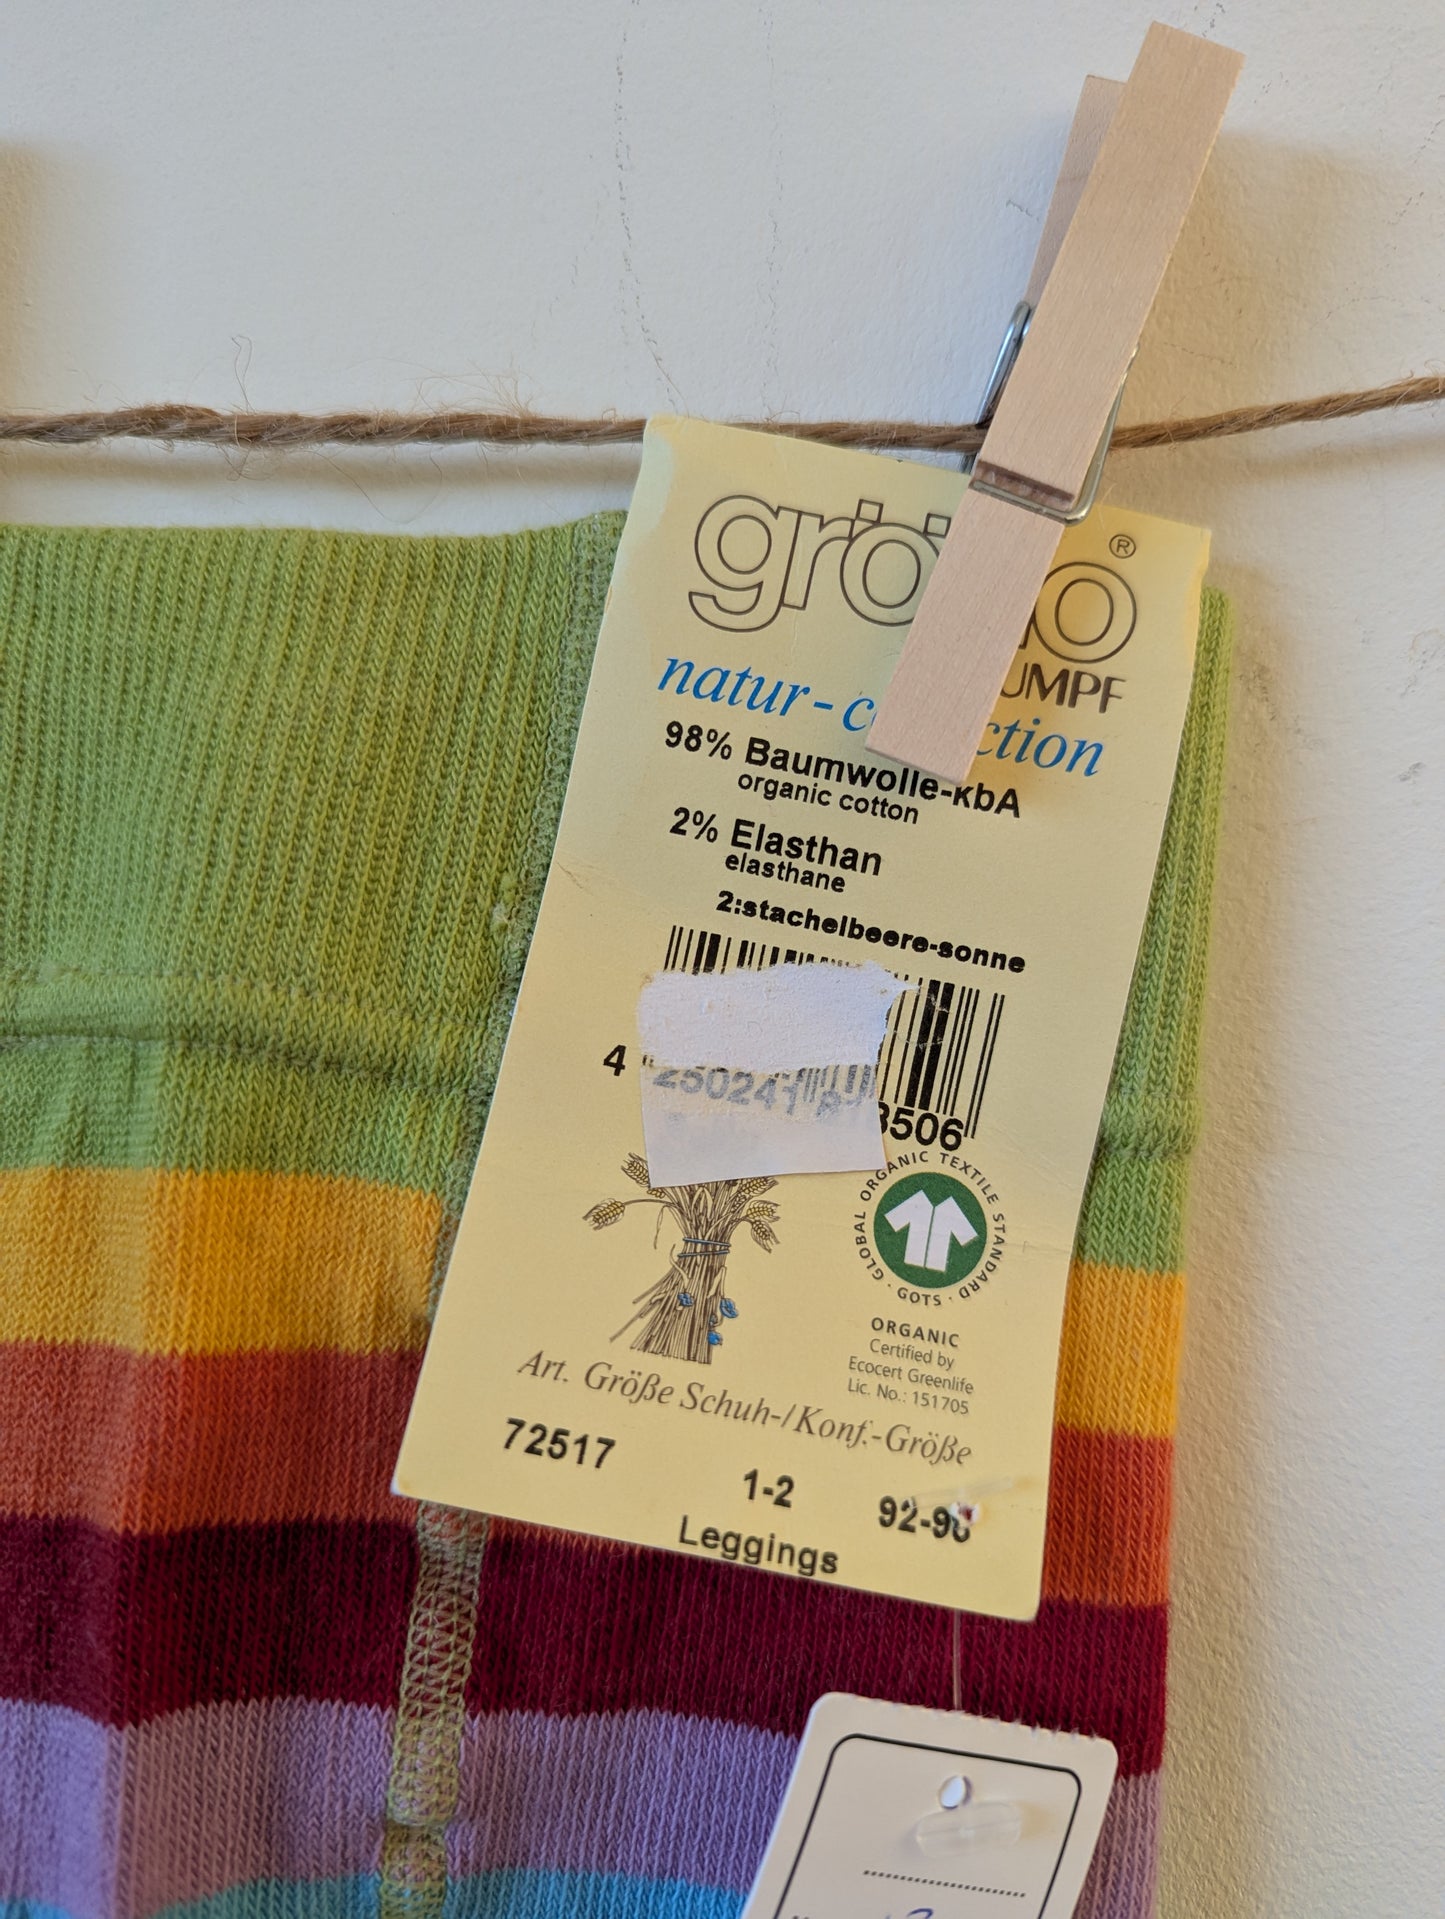 ®
natur-collection
98% Baumwolle-kbA
organic cotton
2% Elasthan
elasthane
2:stachelbeere-sonne
4
GLOBAL ORGANIC TEXTILE STANDARD · GOTS ·
ORGANIC
Certified by
Ecocert Greenlife
Lic. No.: 151705
Art. Größe Schuh-/Konf.-Größe
72517 1-2 92-98
Leggings